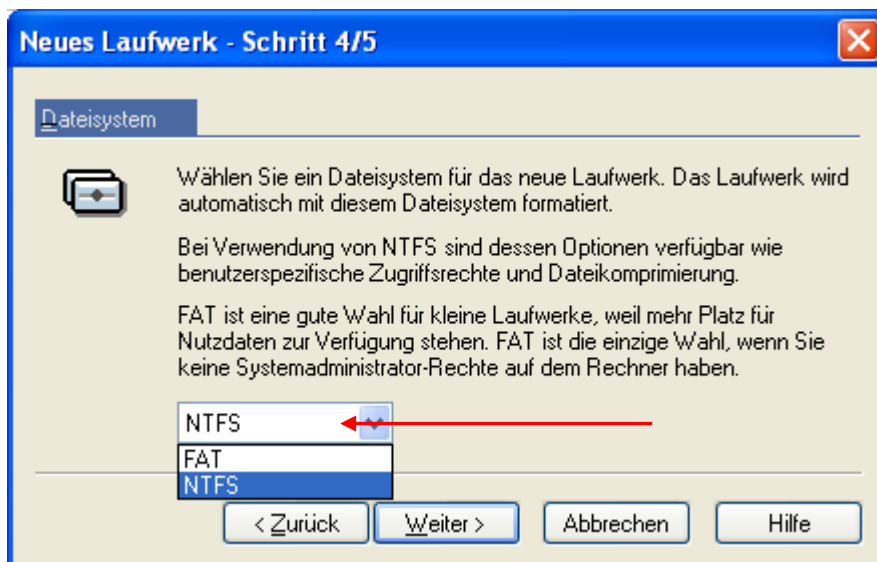 Neues Laufwerk - Schritt 4/5
Dateisystem
Wählen Sie ein Dateisystem für das neue Laufwerk. Das Laufwerk wird
automatisch mit diesem Dateisystem formatiert.
Bei Verwendung von NTFS sind dessen Optionen verfügbar wie
benutzerspezifische Zugriffsrechte und Dateikomprimierung.
FAT ist eine gute Wahl für kleine Laufwerke, weil mehr Platz für
Nutzdaten zur Verfügung stehen. FAT ist die einzige Wahl, wenn Sie
keine Systemadministrator-Rechte auf dem Rechner haben.
NTFS
FAT
NTFS
< Zurück Weiter > Abbrechen Hilfe